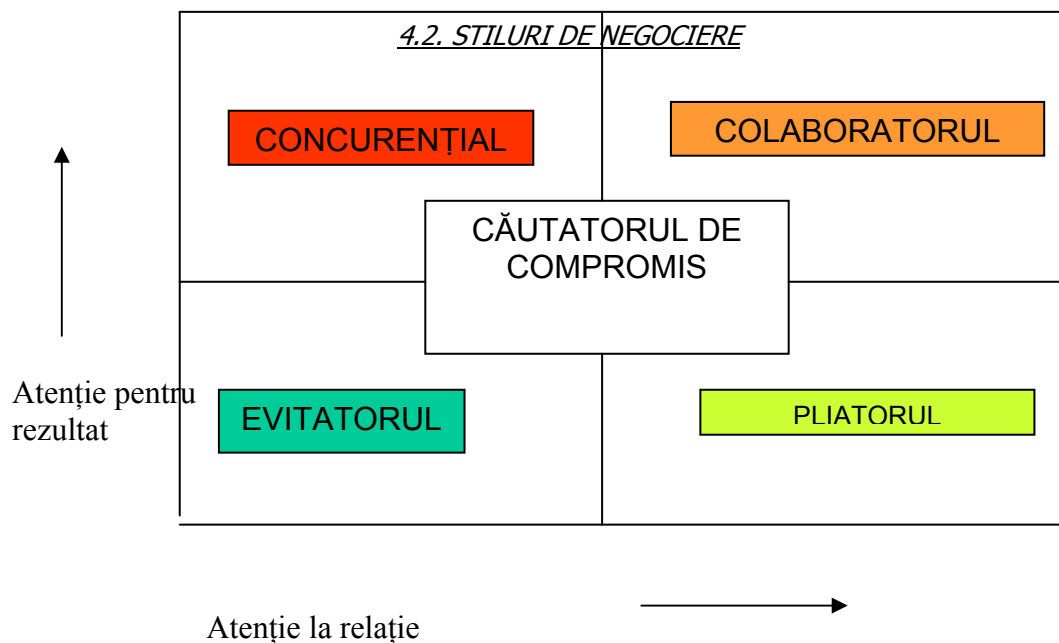 4.2. STILURI DE NEGOCIERE
CONCURENȚIAL
COLABORATORUL
CĂUTATORUL DE
COMPROMIS
Atenție pentru
rezultat
EVITATORUL
PLIATORUL
Atenție la relație